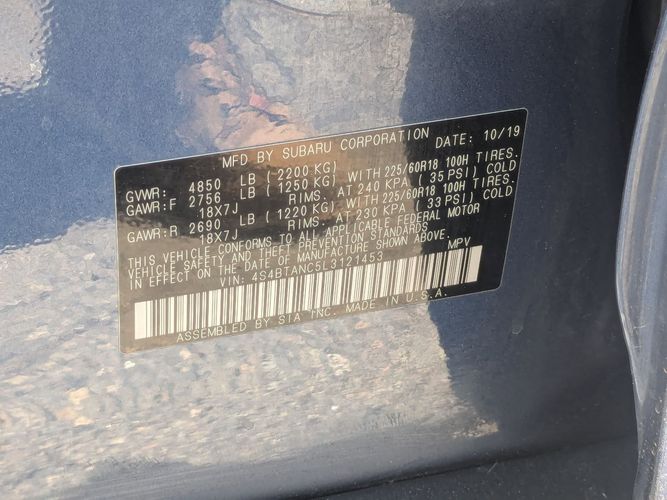 MFD BY SUBARU CORPORATION DATE: 10/19
GVWR: 4850 LB (2200 KG)
GAWR:F 2756 LB (1250 KG) WITH 225/60R18 100H TIRES.
18X7J RIMS. AT 240 KPA (35 PSI) COLD
GAWR:R 2690 LB (1220 KG) WITH 225/60R18 100H TIRES.
18X7J RIMS. AT 230 KPA (33 PSI) COLD
THIS VEHICLE CONFORMS TO ALL APPLICABLE FEDERAL MOTOR
VEHICLE SAFETY AND THEFT PREVENTION STANDARDS
IN EFFECT ON THE DATE OF MANUFACTURE SHOWN ABOVE.
VIN: 4S4BTANC5L3121453 MPV
ASSEMBLED BY SIA INC. MADE IN U.S.A.